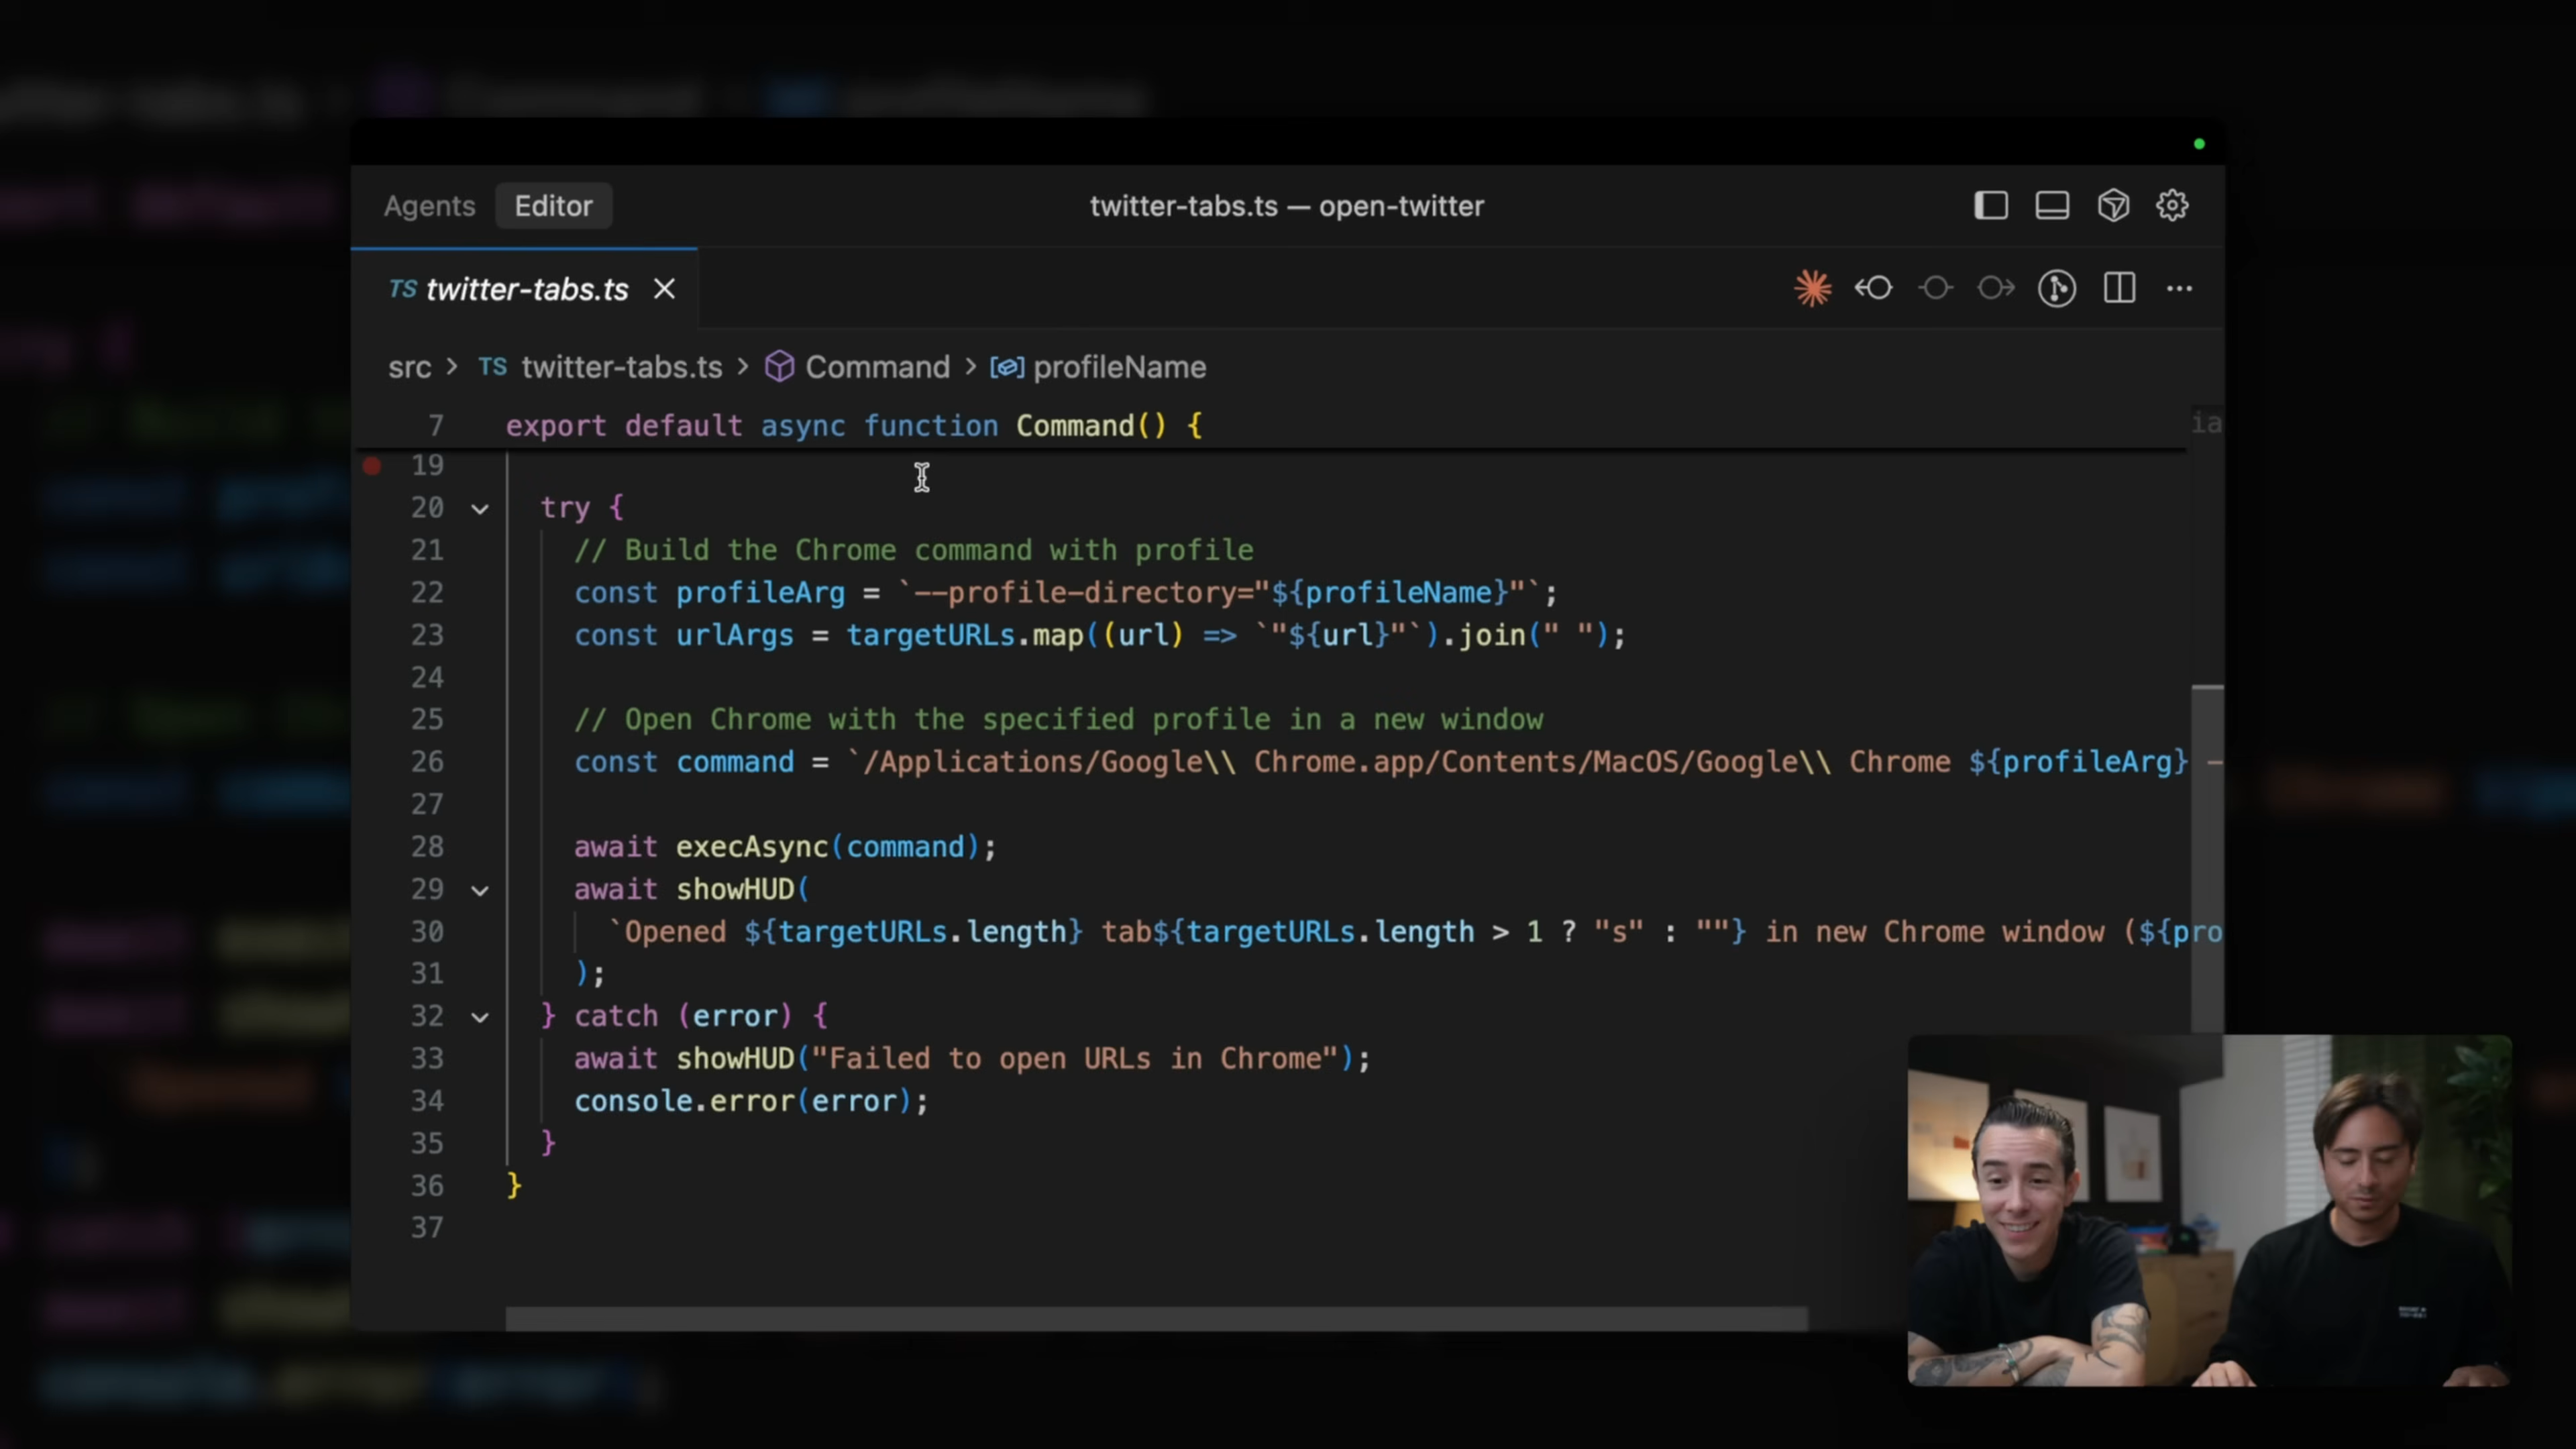 Agents Editor twitter-tabs.ts — open-twitter
TS twitter-tabs.ts
src > TS twitter-tabs.ts > Command > profileName
7 export default async function Command() {
19
20 try {
21 // Build the Chrome command with profile
22 const profileArg = `--profile-directory="${profileName}"`;
23 const urlArgs = targetURLs.map((url) => `"${url}"`).join(" ");
24
25 // Open Chrome with the specified profile in a new window
26 const command = `/Applications/Google\\ Chrome.app/Contents/MacOS/Google\\ Chrome ${profileArg} -
27
28 await execAsync(command);
29 await showHUD(
30 `Opened ${targetURLs.length} tab${targetURLs.length > 1 ? "s" : ""} in new Chrome window (${pro
31 );
32 } catch (error) {
33 await showHUD("Failed to open URLs in Chrome");
34 console.error(error);
35 }
36 }
37